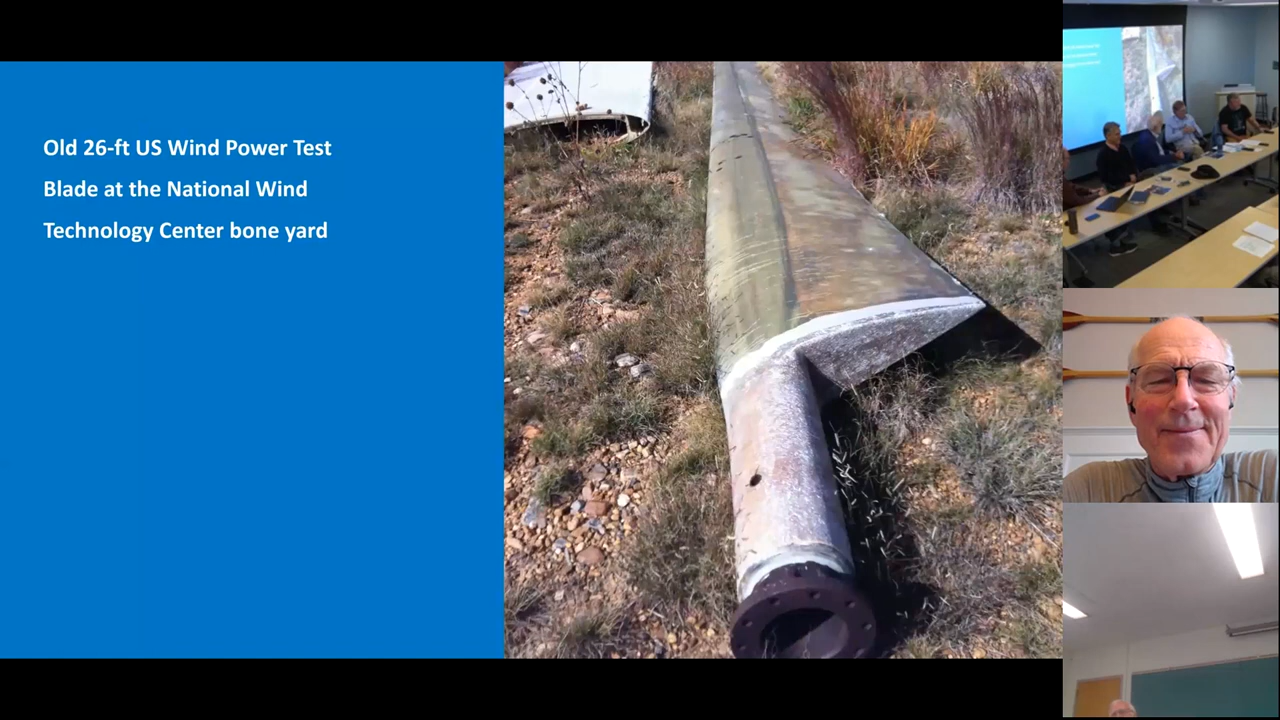 Old 26-ft US Wind Power Test
Blade at the National Wind
Technology Center bone yard